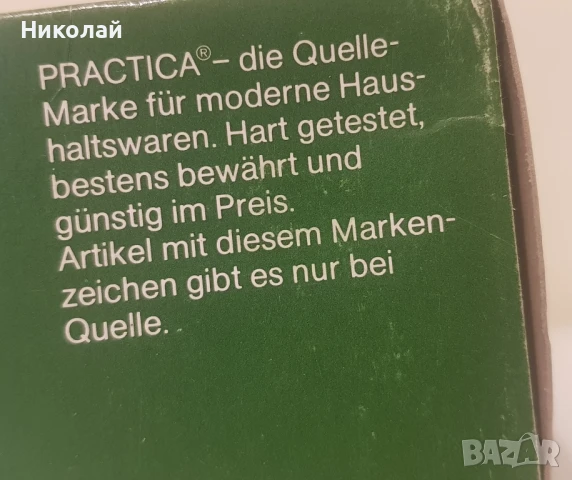 Николай
PRACTICA® – die Quelle-
Marke für moderne Haus-
haltswaren. Hart getestet,
bestens bewährt und
günstig im Preis.
Artikel mit diesem Marken-
zeichen gibt es nur bei
Quelle.
BAZAR